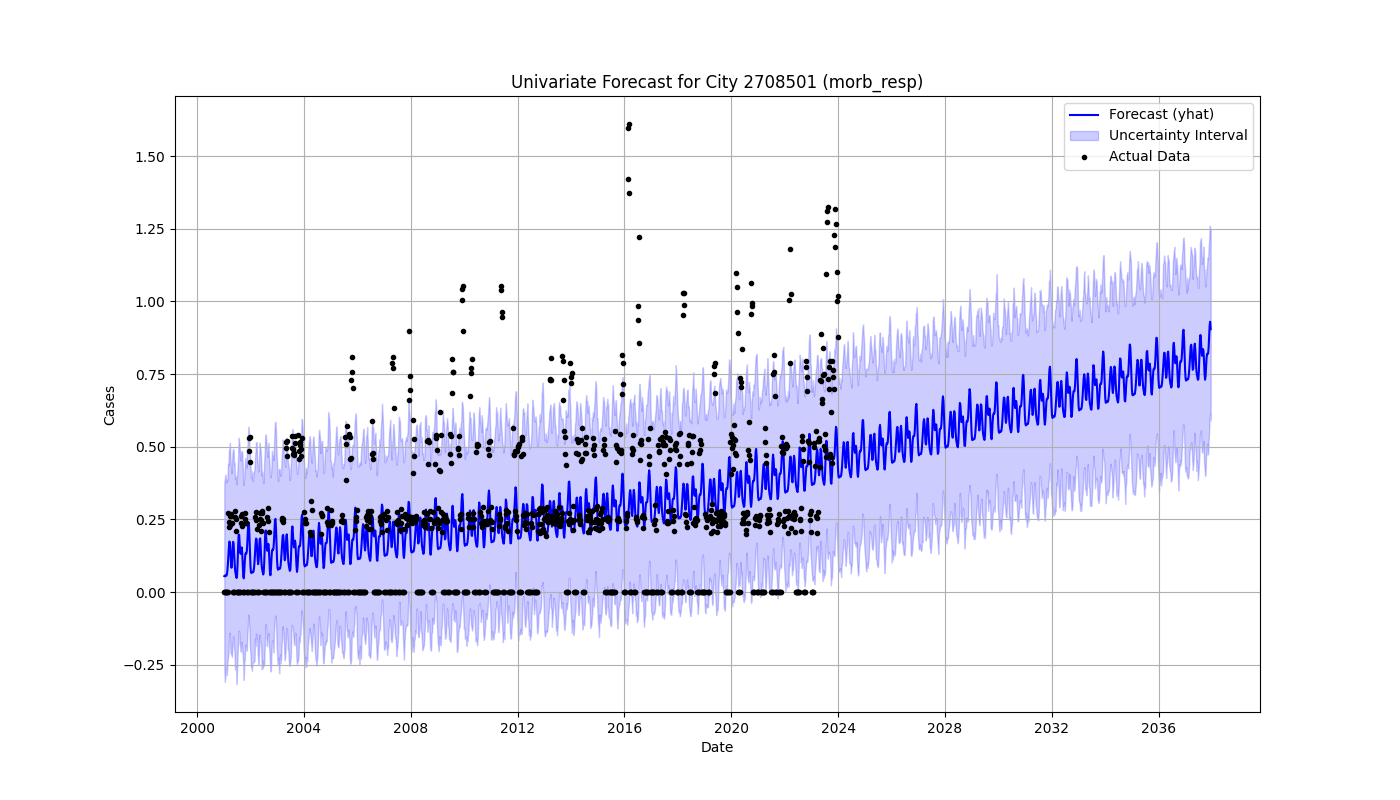 Univariate Forecast for City 2708501 (morb_resp)
Forecast (yhat)
Uncertainty Interval
Actual Data
Cases
1.50
1.25
1.00
0.75
0.50
0.25
0.00
−0.25
2000 2004 2008 2012 2016 2020 2024 2028 2032 2036
Date